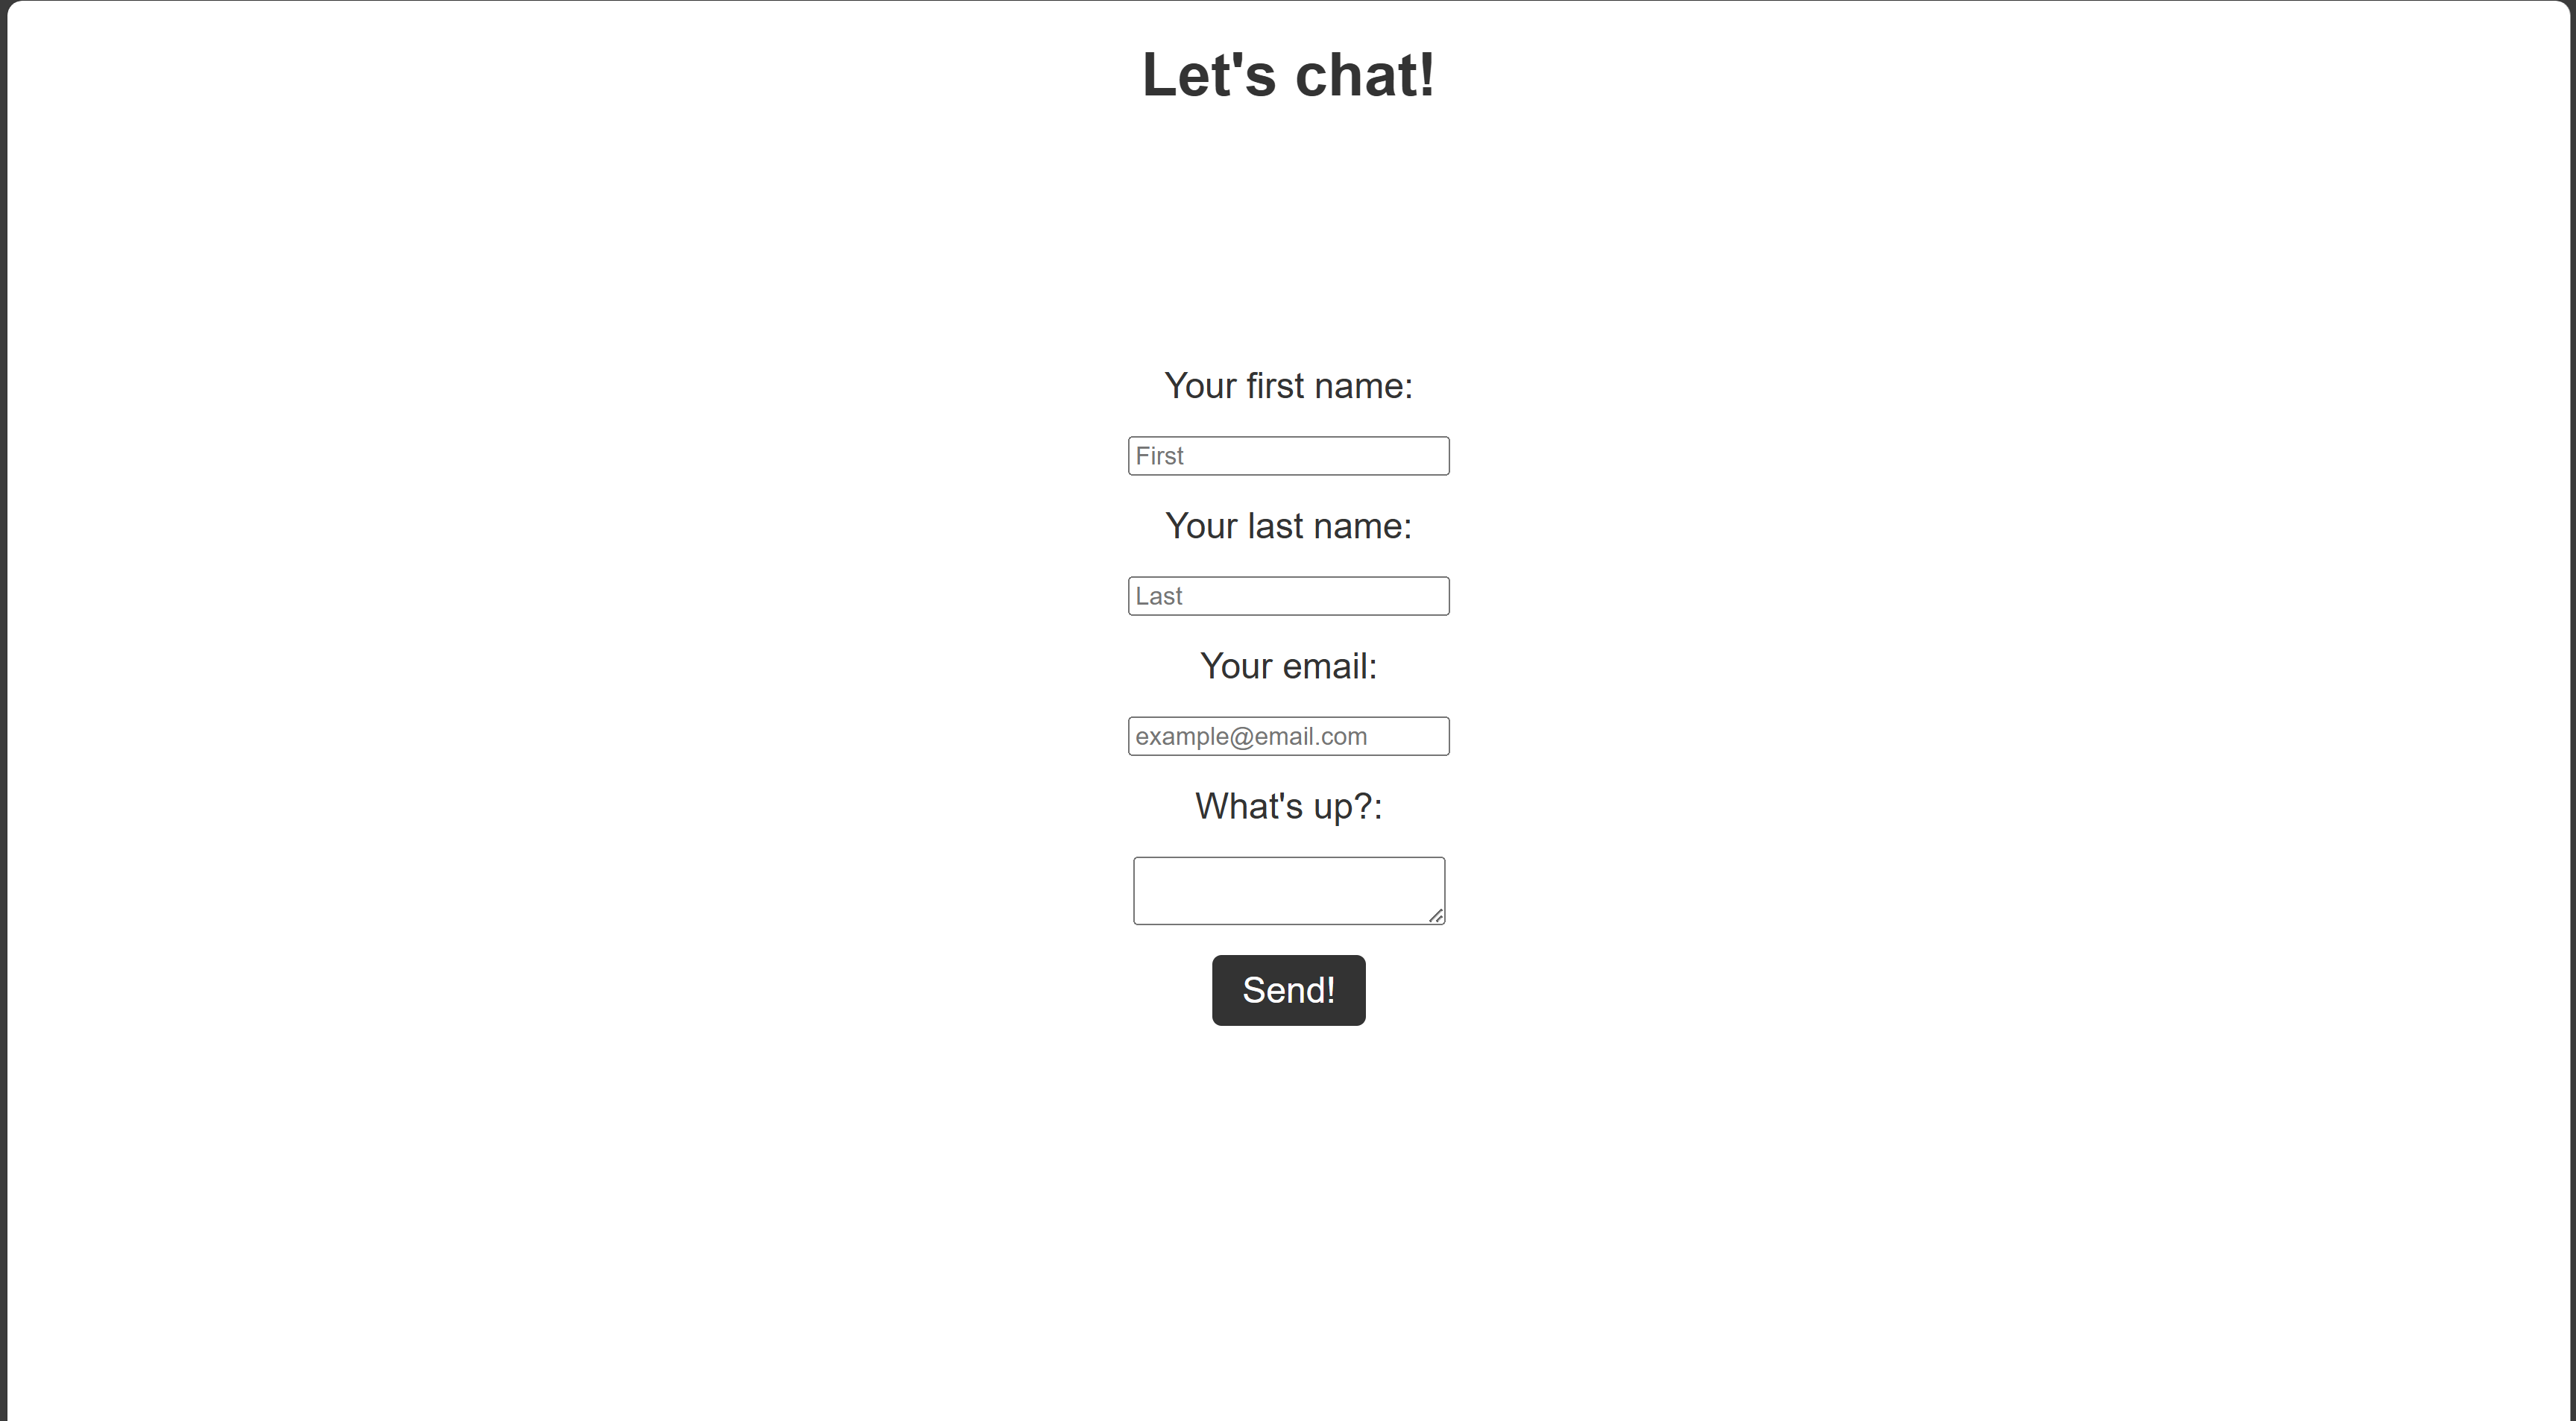 Let's chat!
Your first name:
First
Your last name:
Last
Your email:
example@email.com
What's up?:
Send!